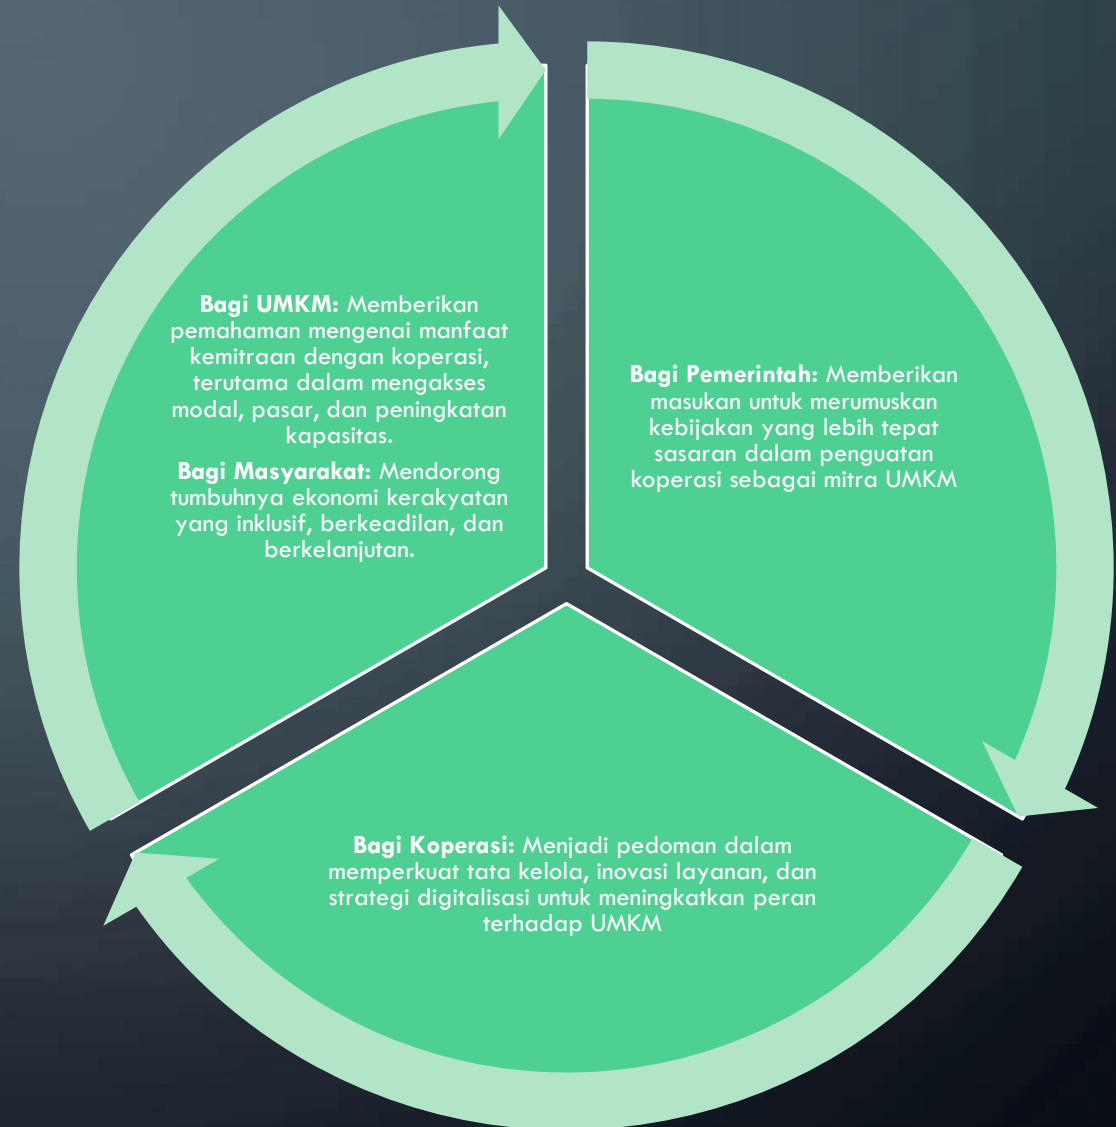 Bagi UMKM: Memberikan
pemahaman mengenai manfaat
kemitraan dengan koperasi,
terutama dalam mengakses
modal, pasar, dan peningkatan
kapasitas.
Bagi Masyarakat: Mendorong
tumbuhnya ekonomi kerakyatan
yang inklusif, berkeadilan, dan
berkelanjutan.
Bagi Pemerintah: Memberikan
masukan untuk merumuskan
kebijakan yang lebih tepat
sasaran dalam penguatan
koperasi sebagai mitra UMKM
Bagi Koperasi: Menjadi pedoman dalam
memperkuat tata kelola, inovasi layanan, dan
strategi digitalisasi untuk meningkatkan peran
terhadap UMKM